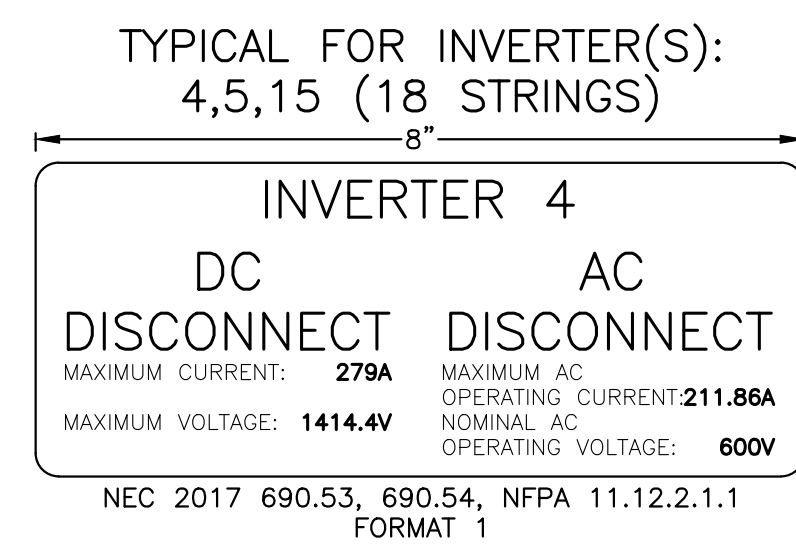 TYPICAL FOR INVERTER(S):
4,5,15 (18 STRINGS)
8"
INVERTER 4
DC
DISCONNECT
MAXIMUM CURRENT: 279A
MAXIMUM VOLTAGE: 1414.4V
AC
DISCONNECT
MAXIMUM AC
OPERATING CURRENT:211.86A
NOMINAL AC
OPERATING VOLTAGE: 600V
NEC 2017 690.53, 690.54, NFPA 11.12.2.1.1
FORMAT 1